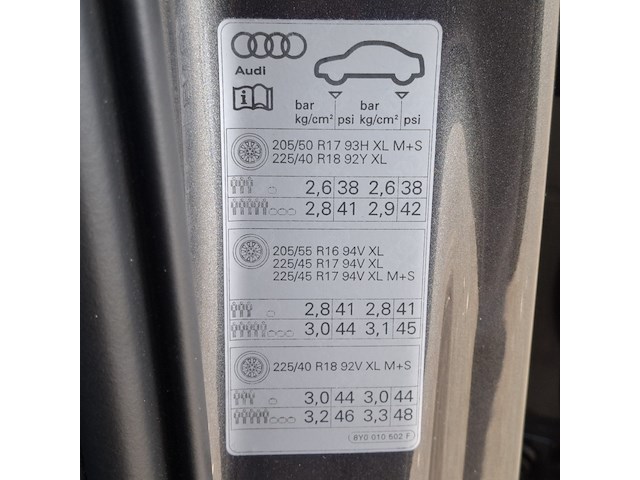 Audi
bar bar
kg/cm² psi kg/cm² psi
205/50 R17 93H XL M+S
225/40 R18 92Y XL
2,6 38 2,6 38
2,8 41 2,9 42
205/55 R16 94V XL
225/45 R17 94V XL
225/45 R17 94V XL M+S
2,8 41 2,8 41
3,0 44 3,1 45
225/40 R18 92V XL M+S
3,0 44 3,0 44
3,2 46 3,3 48
8Y0 010 502 F